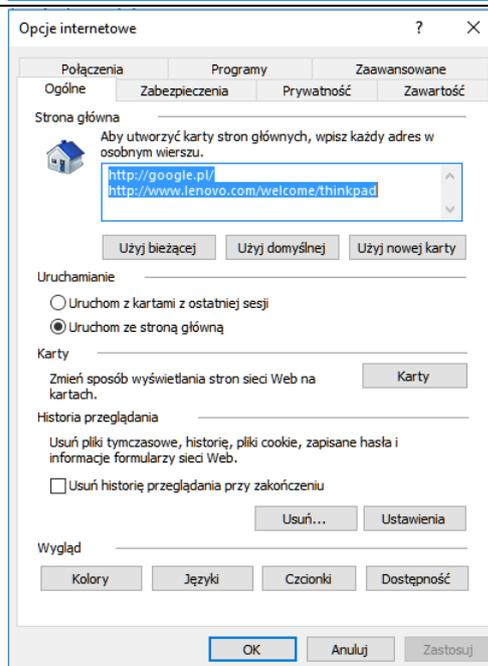 Opcje internetowe
?
Połączenia Programy Zaawansowane
Ogólne Zabezpieczenia Prywatność Zawartość
Strona główna
Aby utworzyć karty stron głównych, wpisz każdy adres w
osobnym wierszu.
http://google.pl/
http://www.lenovo.com/welcome/thinkpad
Użyj bieżącej Użyj domyślnej Użyj nowej karty
Uruchamianie
Uruchom z kartami z ostatniej sesji
Uruchom ze stroną główną
Karty
Zmień sposób wyświetlania stron sieci Web na
kartach.
Karty
Historia przeglądania
Usuń pliki tymczasowe, historię, pliki cookie, zapisane hasła i
informacje formularzy sieci Web.
Usuń historię przeglądania przy zakończeniu
Usuń... Ustawienia
Wygląd
Kolory Języki Czcionki Dostępność
OK Anuluj Zastosuj